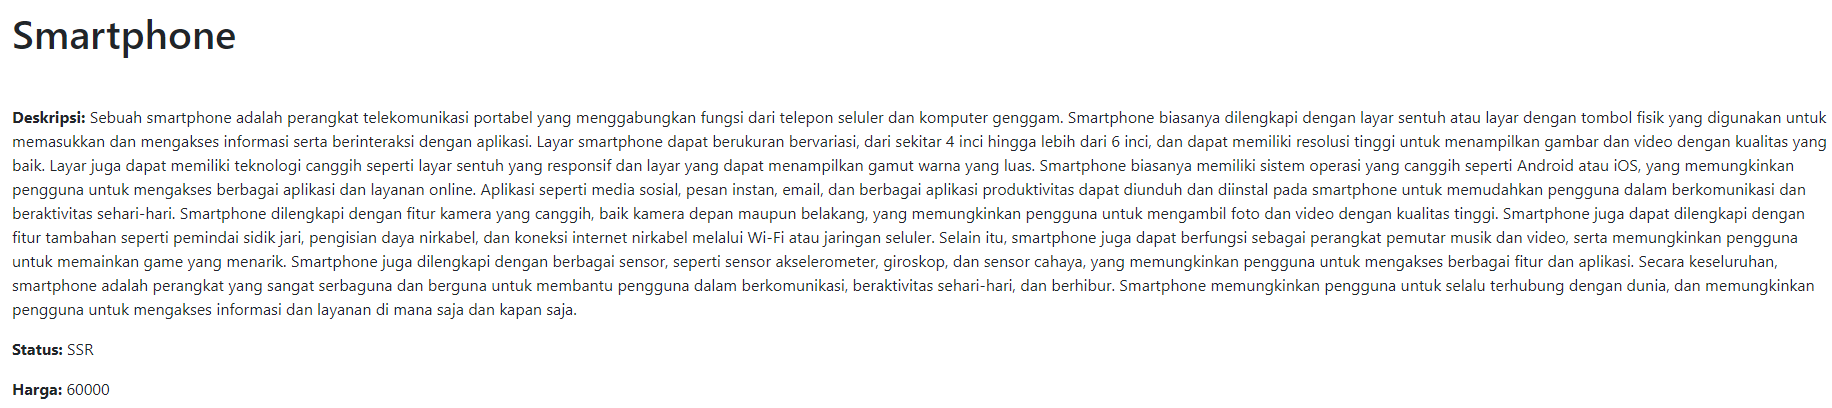 Smartphone
Deskripsi: Sebuah smartphone adalah perangkat telekomunikasi portabel yang menggabungkan fungsi dari telepon seluler dan komputer genggam. Smartphone biasanya dilengkapi dengan layar sentuh atau layar dengan tombol fisik yang digunakan untuk
memasukkan dan mengakses informasi serta berinteraksi dengan aplikasi. Layar smartphone dapat berukuran bervariasi, dari sekitar 4 inci hingga lebih dari 6 inci, dan dapat memiliki resolusi tinggi untuk menampilkan gambar dan video dengan kualitas yang
baik. Layar juga dapat memiliki teknologi canggih seperti layar sentuh yang responsif dan layar yang dapat menampilkan gamut warna yang luas. Smartphone biasanya memiliki sistem operasi yang canggih seperti Android atau iOS, yang memungkinkan
pengguna untuk mengakses berbagai aplikasi dan layanan online. Aplikasi seperti media sosial, pesan instan, email, dan berbagai aplikasi produktivitas dapat diunduh dan diinstal pada smartphone untuk memudahkan pengguna dalam berkomunikasi dan
beraktivitas sehari-hari. Smartphone dilengkapi dengan fitur kamera yang canggih, baik kamera depan maupun belakang, yang memungkinkan pengguna untuk mengambil foto dan video dengan kualitas tinggi. Smartphone juga dapat dilengkapi dengan
fitur tambahan seperti pemindai sidik jari, pengisian daya nirkabel, dan koneksi internet nirkabel melalui Wi-Fi atau jaringan seluler. Selain itu, smartphone juga dapat berfungsi sebagai perangkat pemutar musik dan video, serta memungkinkan pengguna
untuk memainkan game yang menarik. Smartphone juga dilengkapi dengan berbagai sensor, seperti sensor akselerometer, giroskop, dan sensor cahaya, yang memungkinkan pengguna untuk mengakses berbagai fitur dan aplikasi. Secara keseluruhan,
smartphone adalah perangkat yang sangat serbaguna dan berguna untuk membantu pengguna dalam berkomunikasi, beraktivitas sehari-hari, dan berhibur. Smartphone memungkinkan pengguna untuk selalu terhubung dengan dunia, dan memungkinkan
pengguna untuk mengakses informasi dan layanan di mana saja dan kapan saja.
Status: SSR
Harga: 60000